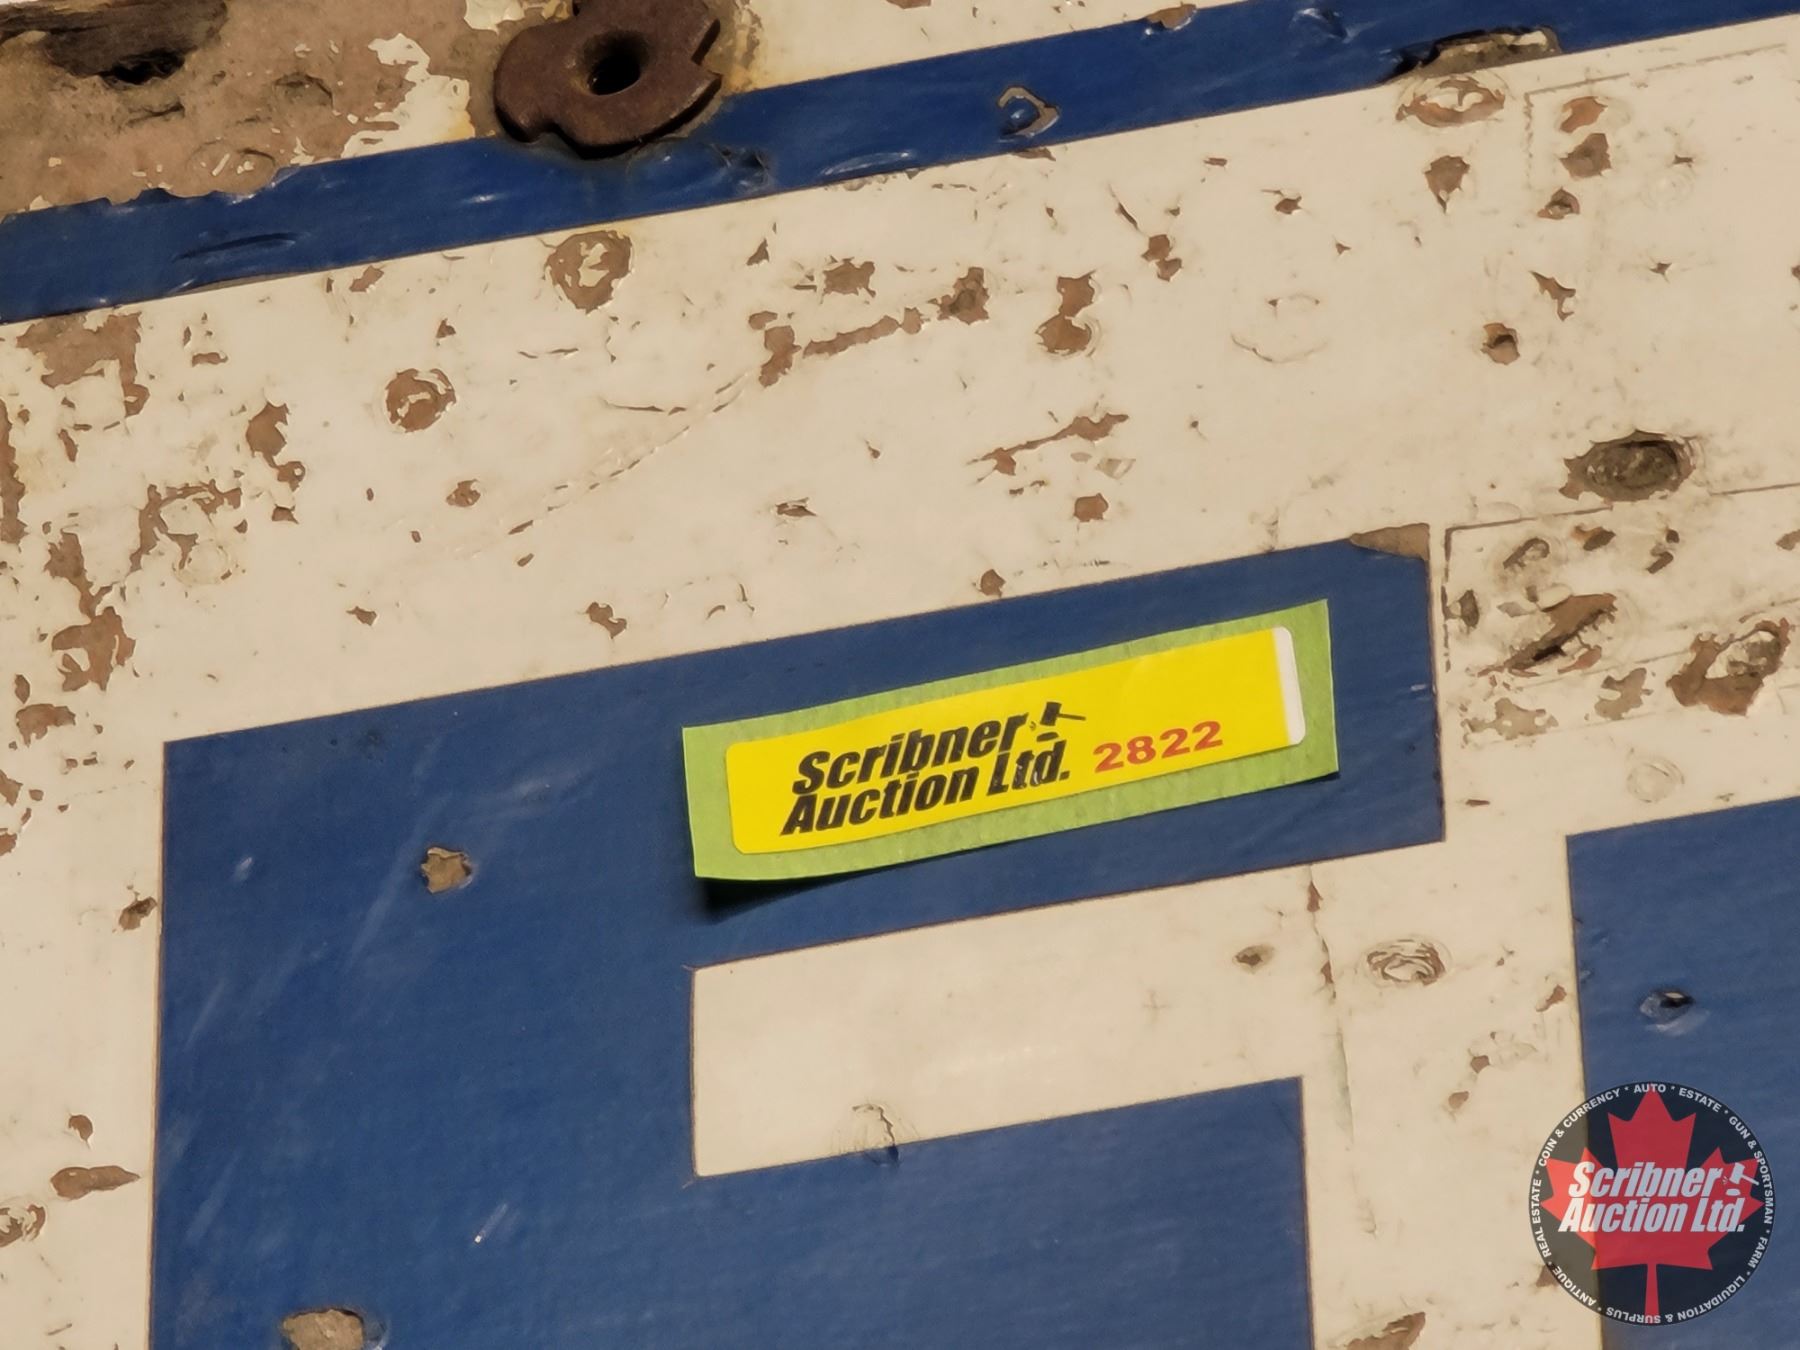 Scribner
Auction Ltd. 2822
COIN & CURRENCY * AUTO * ESTATE * GUN & SPORTSMAN * FARM * LIQUIDATION & SURPLUS * ANTIQUE * REAL ESTATE *
Scribner
Auction Ltd.